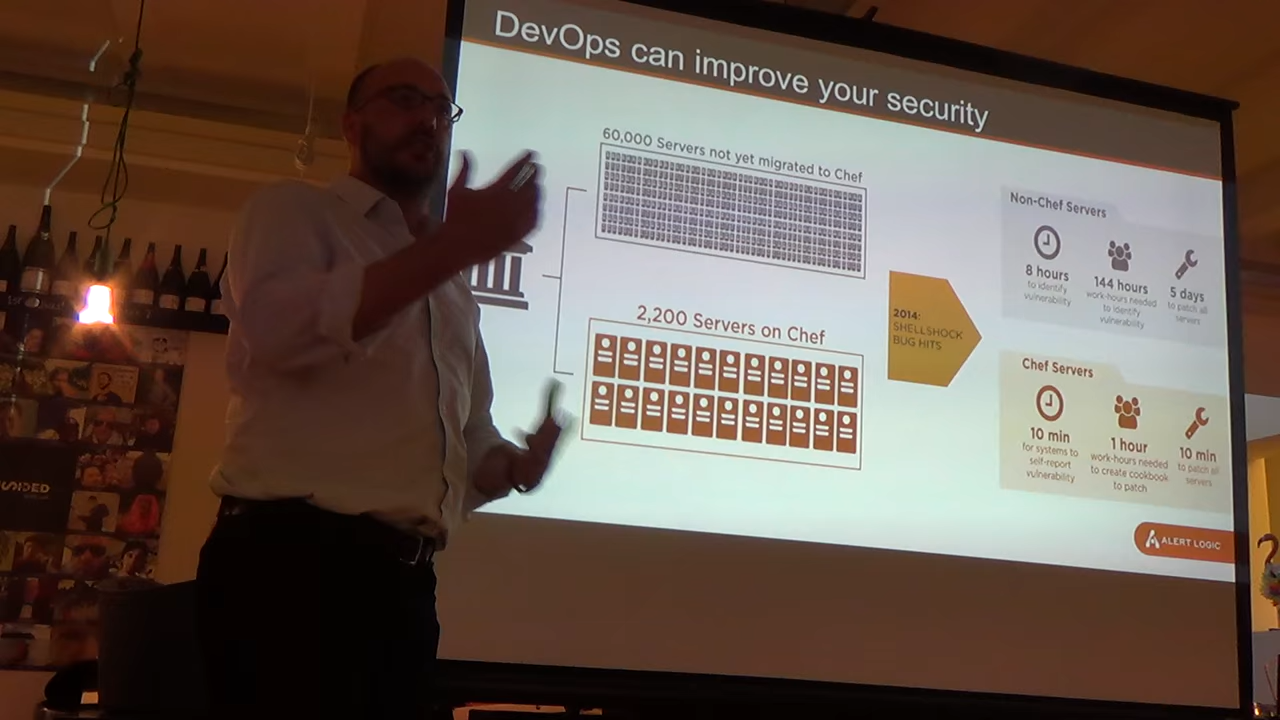 DevOps can improve your security
60,000 Servers not yet migrated to Chef
2,200 Servers on Chef
2014:
SHELLSHOCK
BUG HITS
Non-Chef Servers
8 hours
to identify
vulnerability
144 hours
work-hours needed
to identify
vulnerability
5 days
to patch all
servers
Chef Servers
10 min
for systems to
self-report
vulnerability
1 hour
work-hours needed
to create cookbook
to patch
10 min
to patch all
servers
ALERT LOGIC